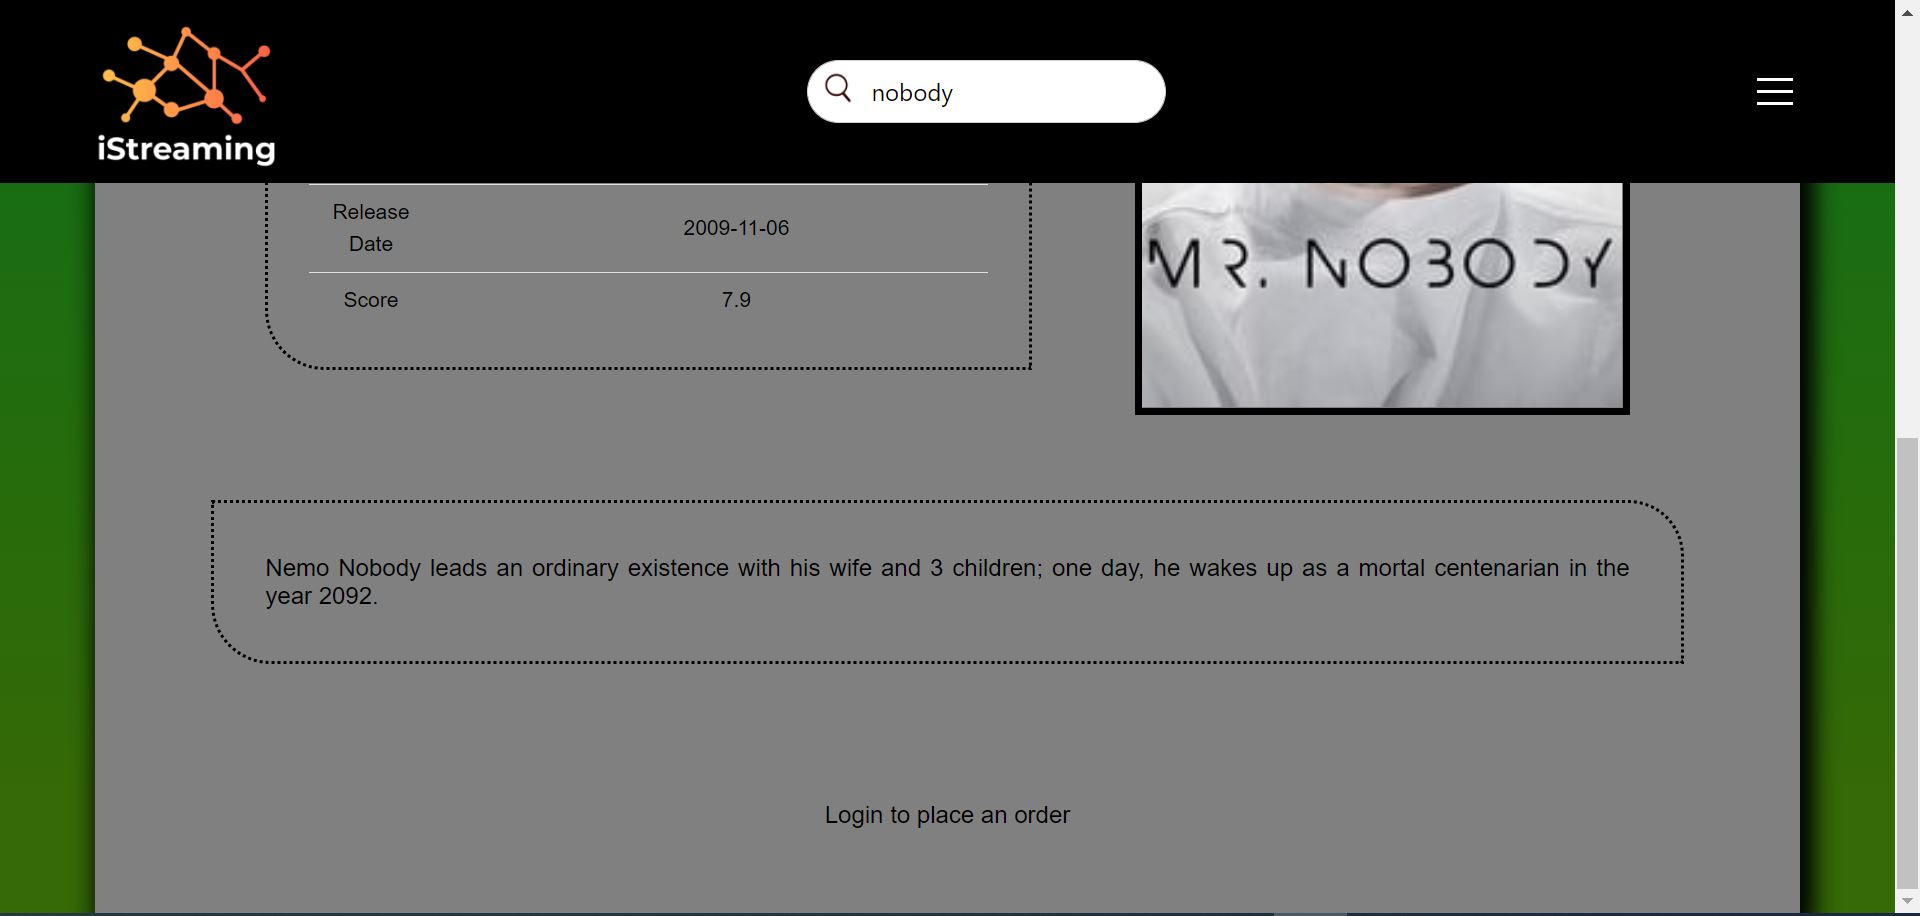 iStreaming
nobody
Release
Date
2009-11-06
Score
7.9
MR. NOBODY
Nemo Nobody leads an ordinary existence with his wife and 3 children; one day, he wakes up as a mortal centenarian in the
year 2092.
Login to place an order